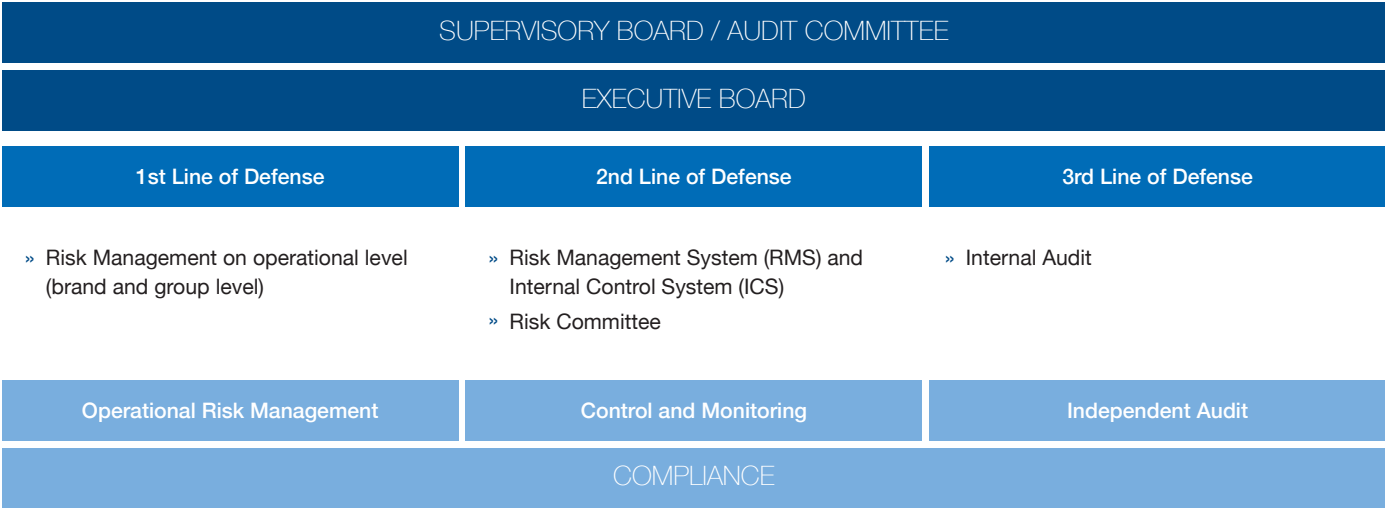 SUPERVISORY BOARD / AUDIT COMMITTEE
EXECUTIVE BOARD
1st Line of Defense
2nd Line of Defense
3rd Line of Defense
» Risk Management on operational level
(brand and group level)
» Risk Management System (RMS) and
Internal Control System (ICS)
» Risk Committee
» Internal Audit
Operational Risk Management
Control and Monitoring
Independent Audit
COMPLIANCE